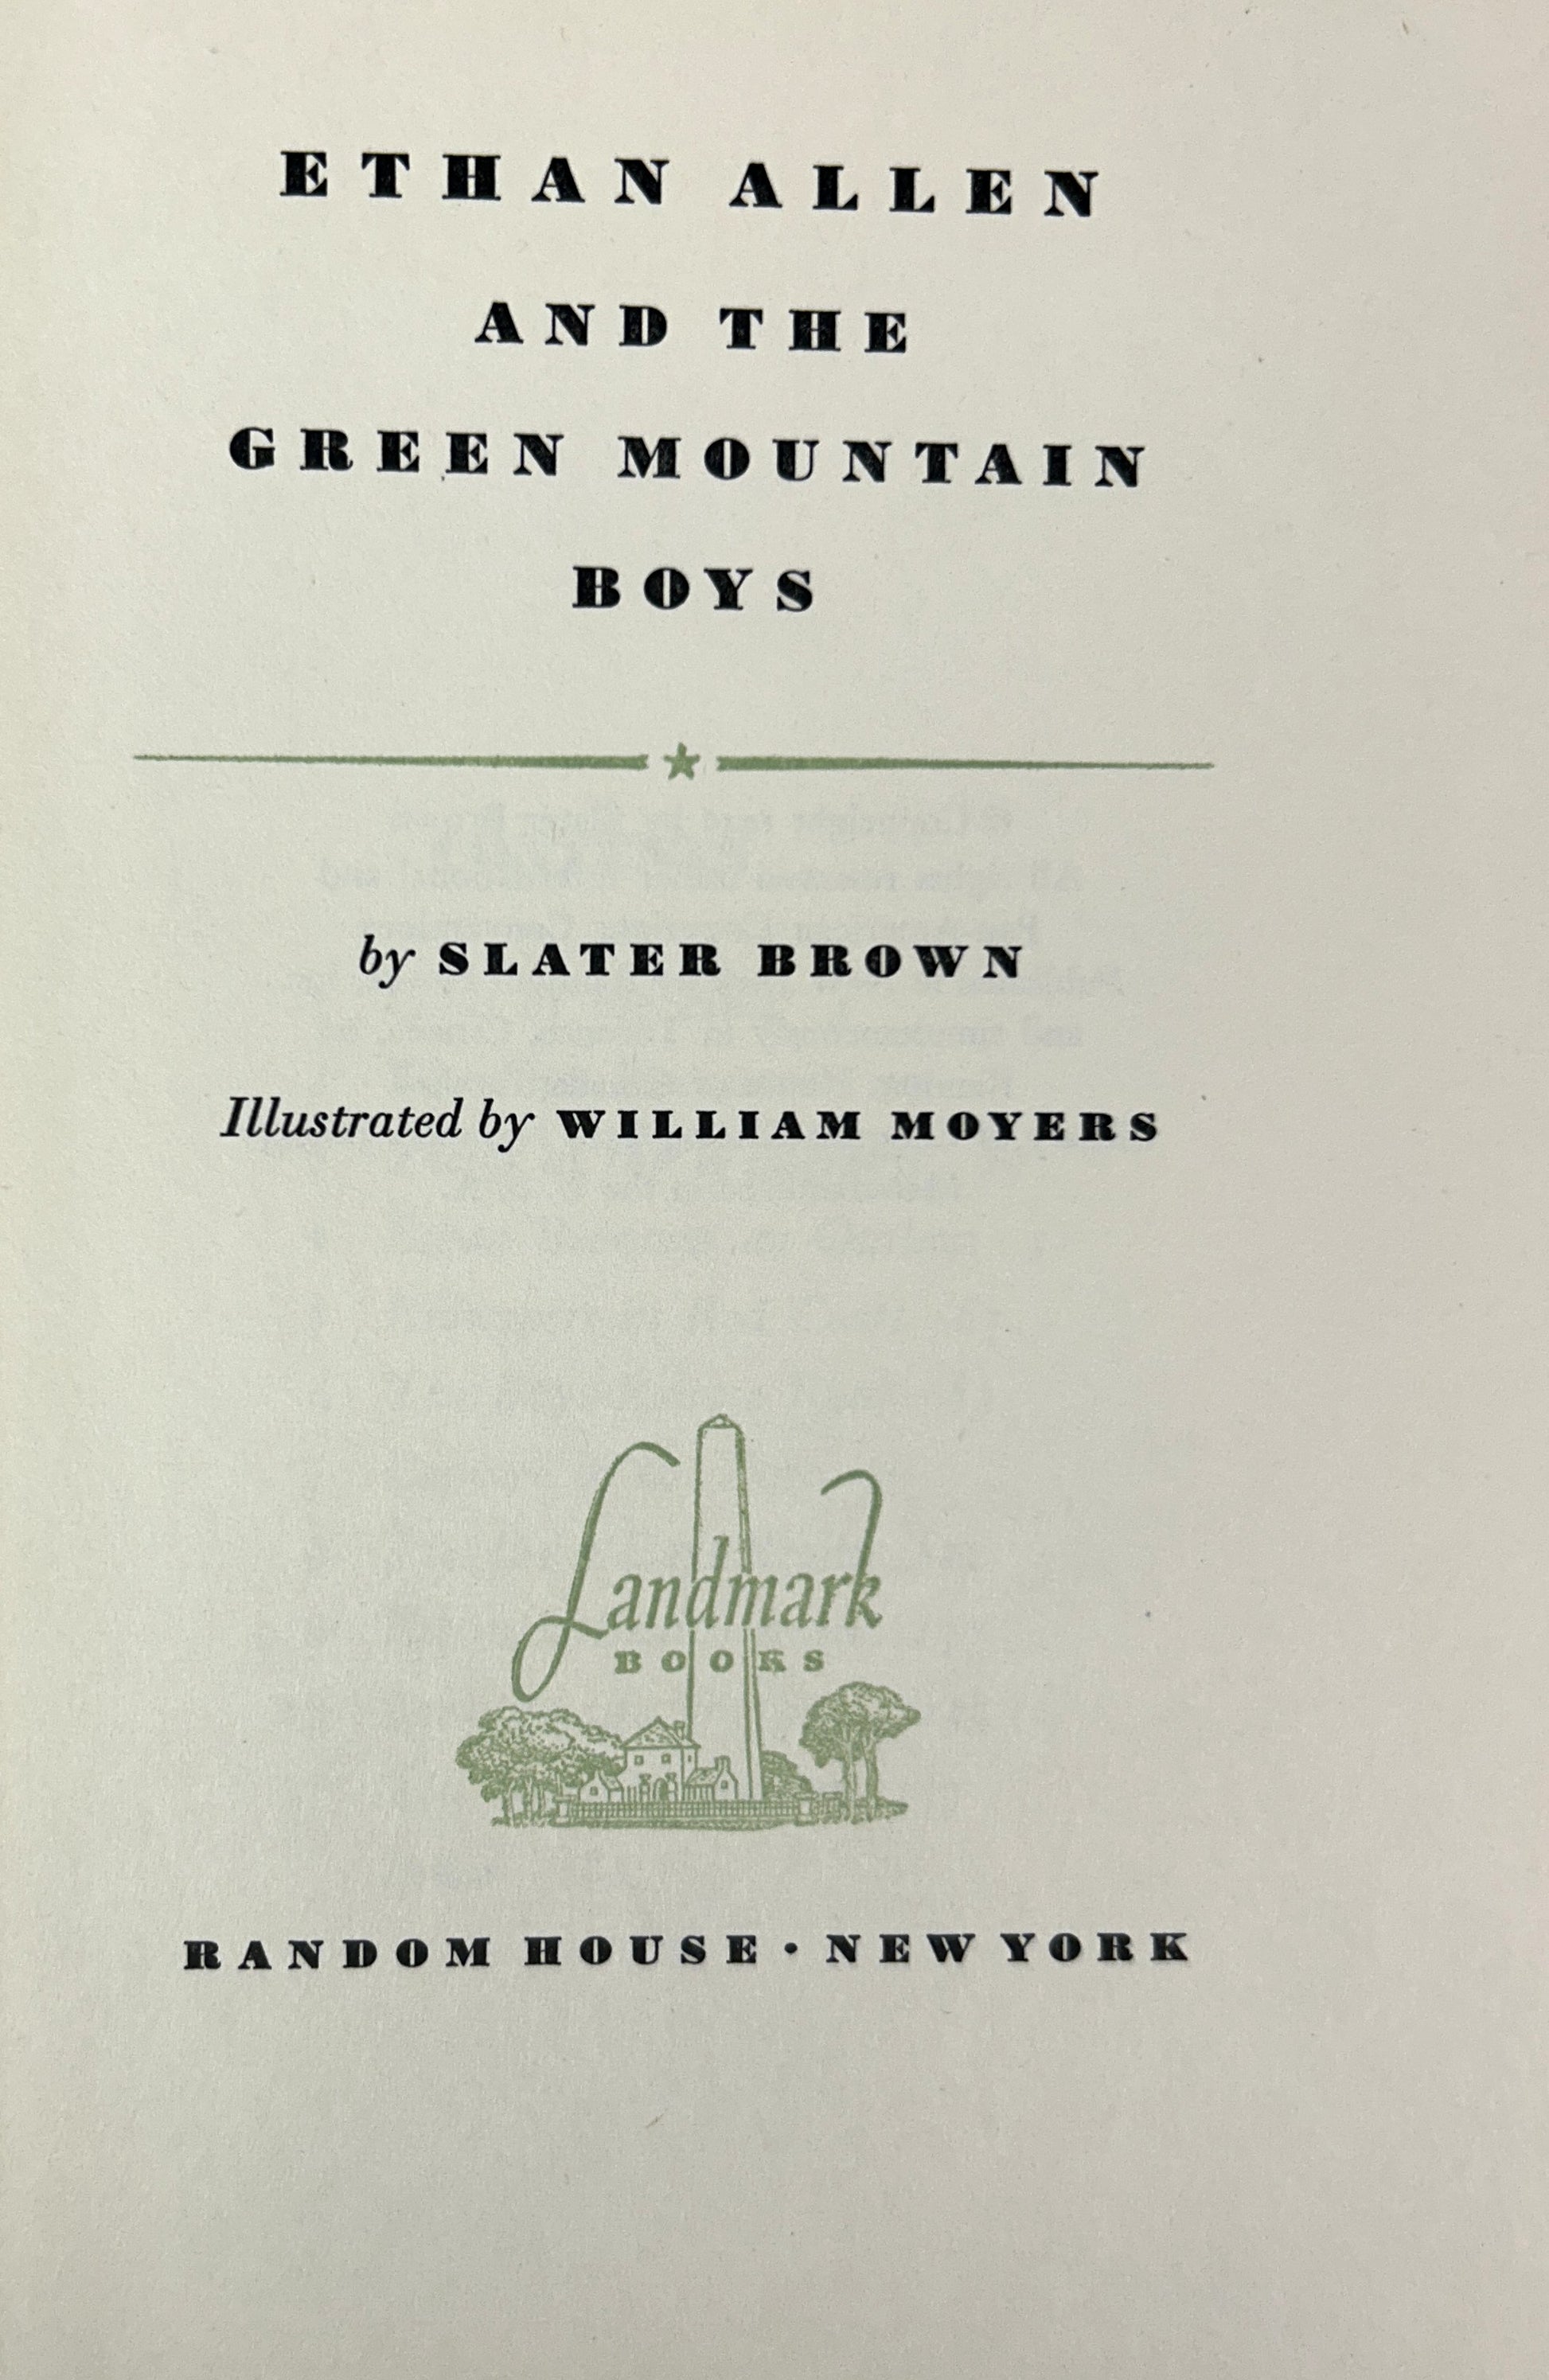 ETHAN ALLEN
AND THE
GREEN MOUNTAIN
BOYS
by SLATER BROWN
Illustrated by WILLIAM MOYERS
Landmark
BOOKS
RANDOM HOUSE · NEW YORK